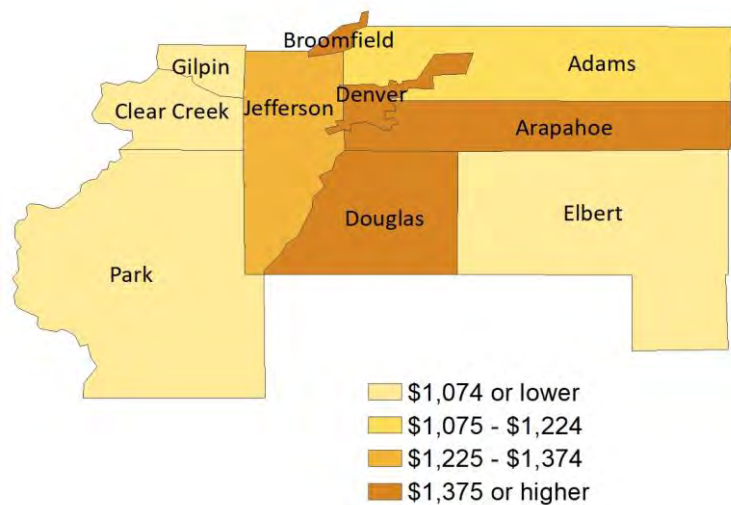 Broomfield
Gilpin
Adams
Clear Creek
Jefferson
Denver
Arapahoe
Douglas
Elbert
Park
$1,074 or lower
$1,075 - $1,224
$1,225 - $1,374
$1,375 or higher